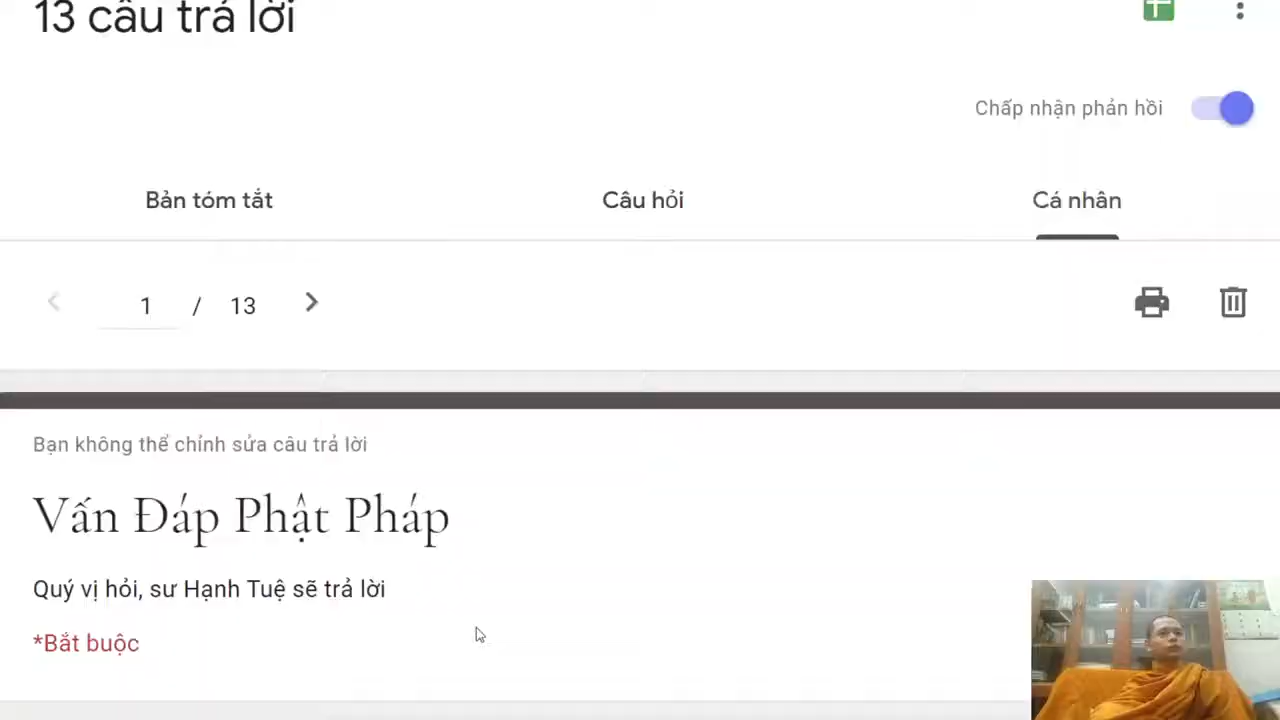 13 câu trả lời
Chấp nhận phản hồi
Bản tóm tắt
Câu hỏi
Cá nhân
1 / 13
Bạn không thể chỉnh sửa câu trả lời
Vấn Đáp Phật Pháp
Quý vị hỏi, sư Hạnh Tuệ sẽ trả lời
*Bắt buộc